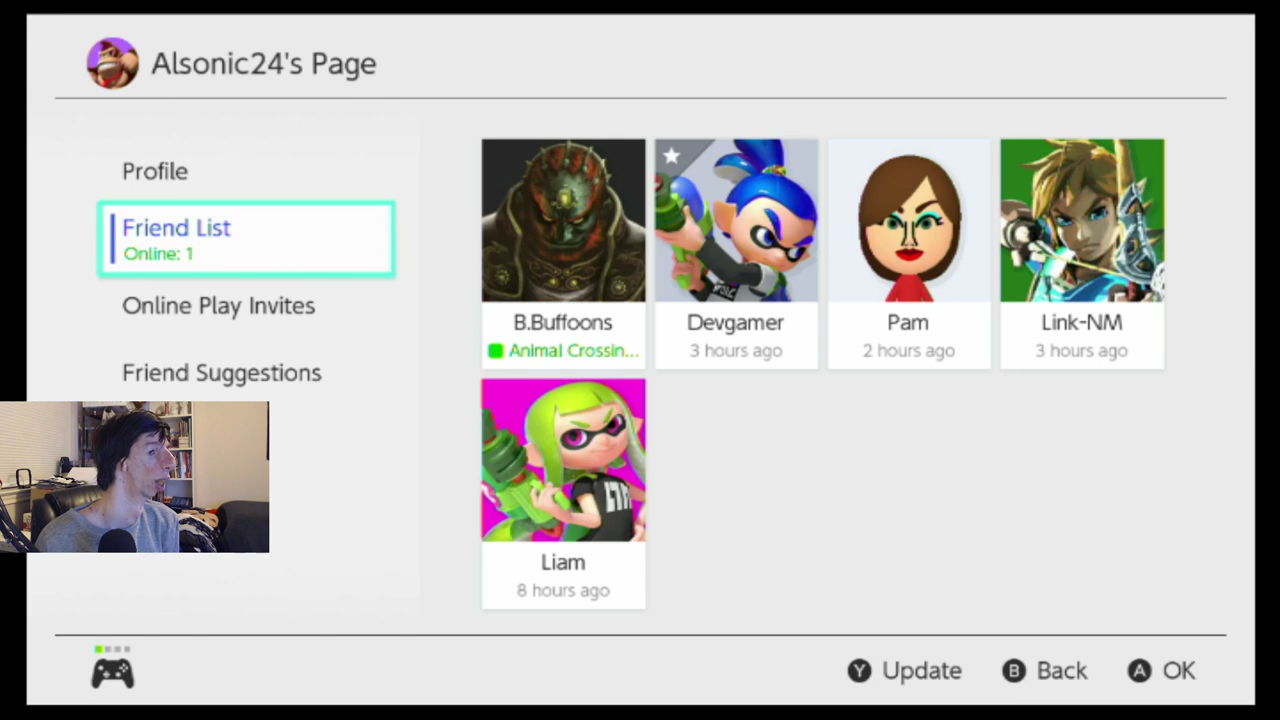 Alsonic24's Page
Profile
Friend List
Online: 1
Online Play Invites
Friend Suggestions
B.Buffoons
Animal Crossin...
Devgamer
3 hours ago
Pam
2 hours ago
Link-NM
3 hours ago
Liam
8 hours ago
Y Update
B Back
A OK